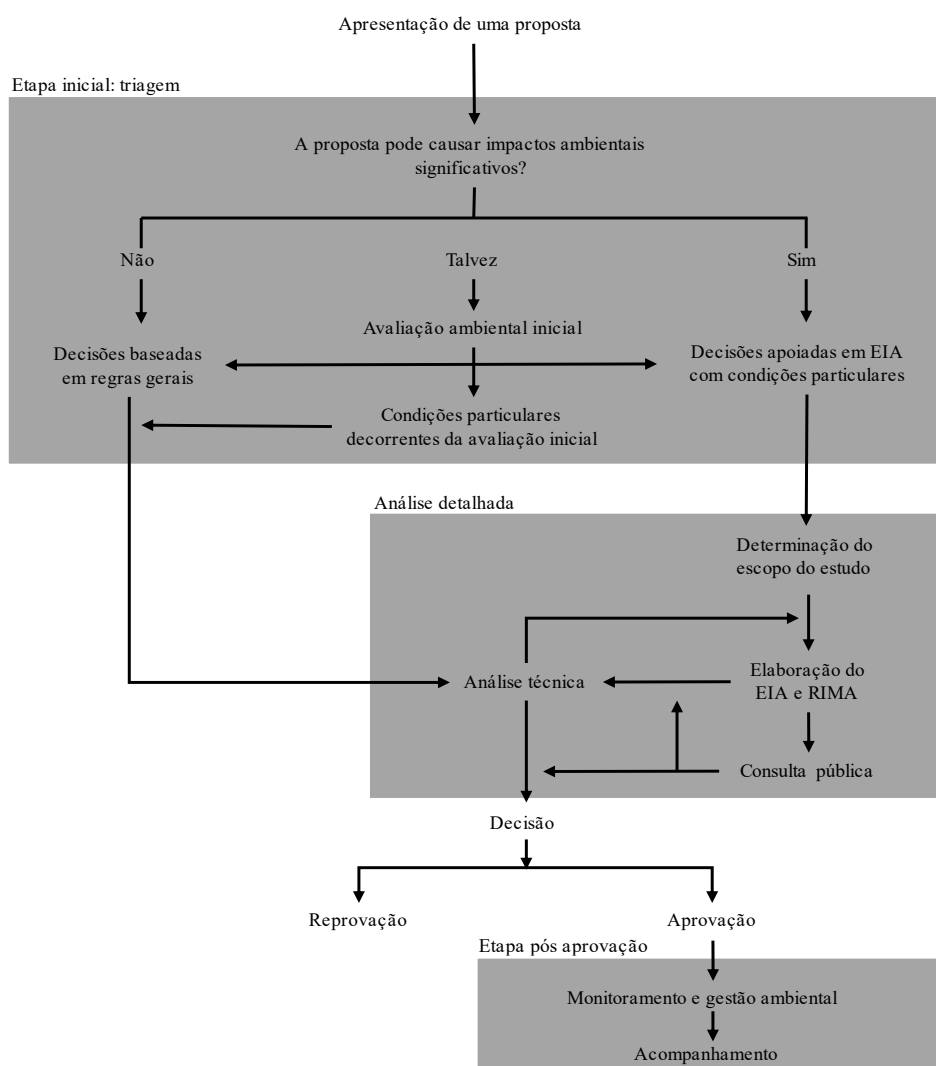 Apresentação de uma proposta
Etapa inicial: triagem
A proposta pode causar impactos ambientais
significativos?
Não
Talvez
Sim
Avaliação ambiental inicial
Decisões baseadas
em regras gerais
Decisões apoiadas em EIA
com condições particulares
Condições particulares
decorrentes da avaliação inicial
Análise detalhada
Determinação do
escopo do estudo
Análise técnica
Elaboração do
EIA e RIMA
Consulta pública
Decisão
Reprovação
Aprovação
Etapa pós aprovação
Monitoramento e gestão ambiental
Acompanhamento